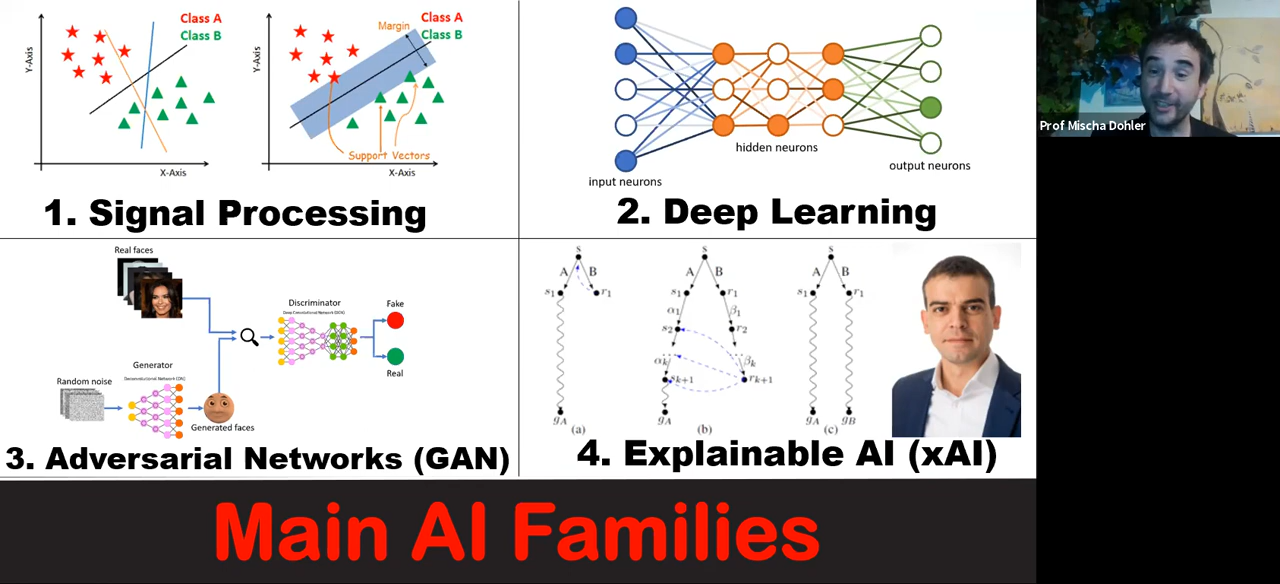 Class A
Class B
Y-Axis
X-Axis
Margin
Class A
Class B
Y-Axis
Support Vectors
X-Axis
1. Signal Processing
hidden neurons
input neurons
output neurons
2. Deep Learning
Prof Mischa Dohler
Real faces
Discriminator
Fake
Real
Generator
Random noise
Generated faces
3. Adversarial Networks (GAN)
s
A B
s1 r1
gA
(a)
s
A B
s1 r1
α1 β1
s2 r2
αk βk
sk+1 rk+1
gA
(b)
s
A B
s1 r1
gA gB
(c)
4. Explainable AI (xAI)
Main AI Families